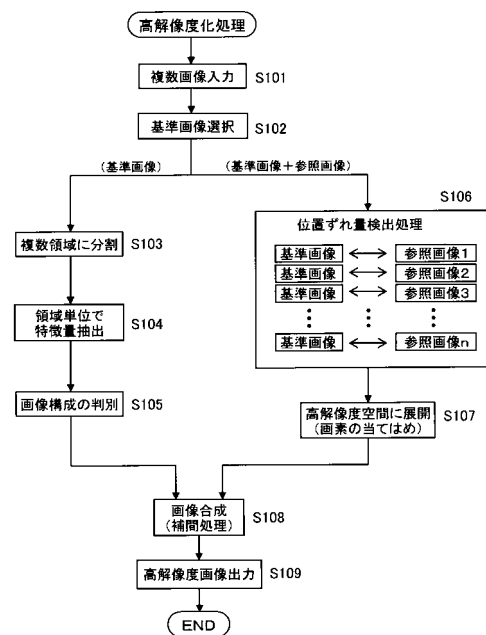 高解像度化処理
複数画像入力
S101
基準画像選択
S102
(基準画像)
(基準画像+参照画像)
複数領域に分割
S103
領域単位で
特徴量抽出
S104
画像構成の判別
S105
S106
位置ずれ量検出処理
基準画像 参照画像1
基準画像 参照画像2
基準画像 参照画像3
基準画像 参照画像n
高解像度空間に展開
(画素の当てはめ)
S107
画像合成
(補間処理)
S108
高解像度画像出力
S109
END